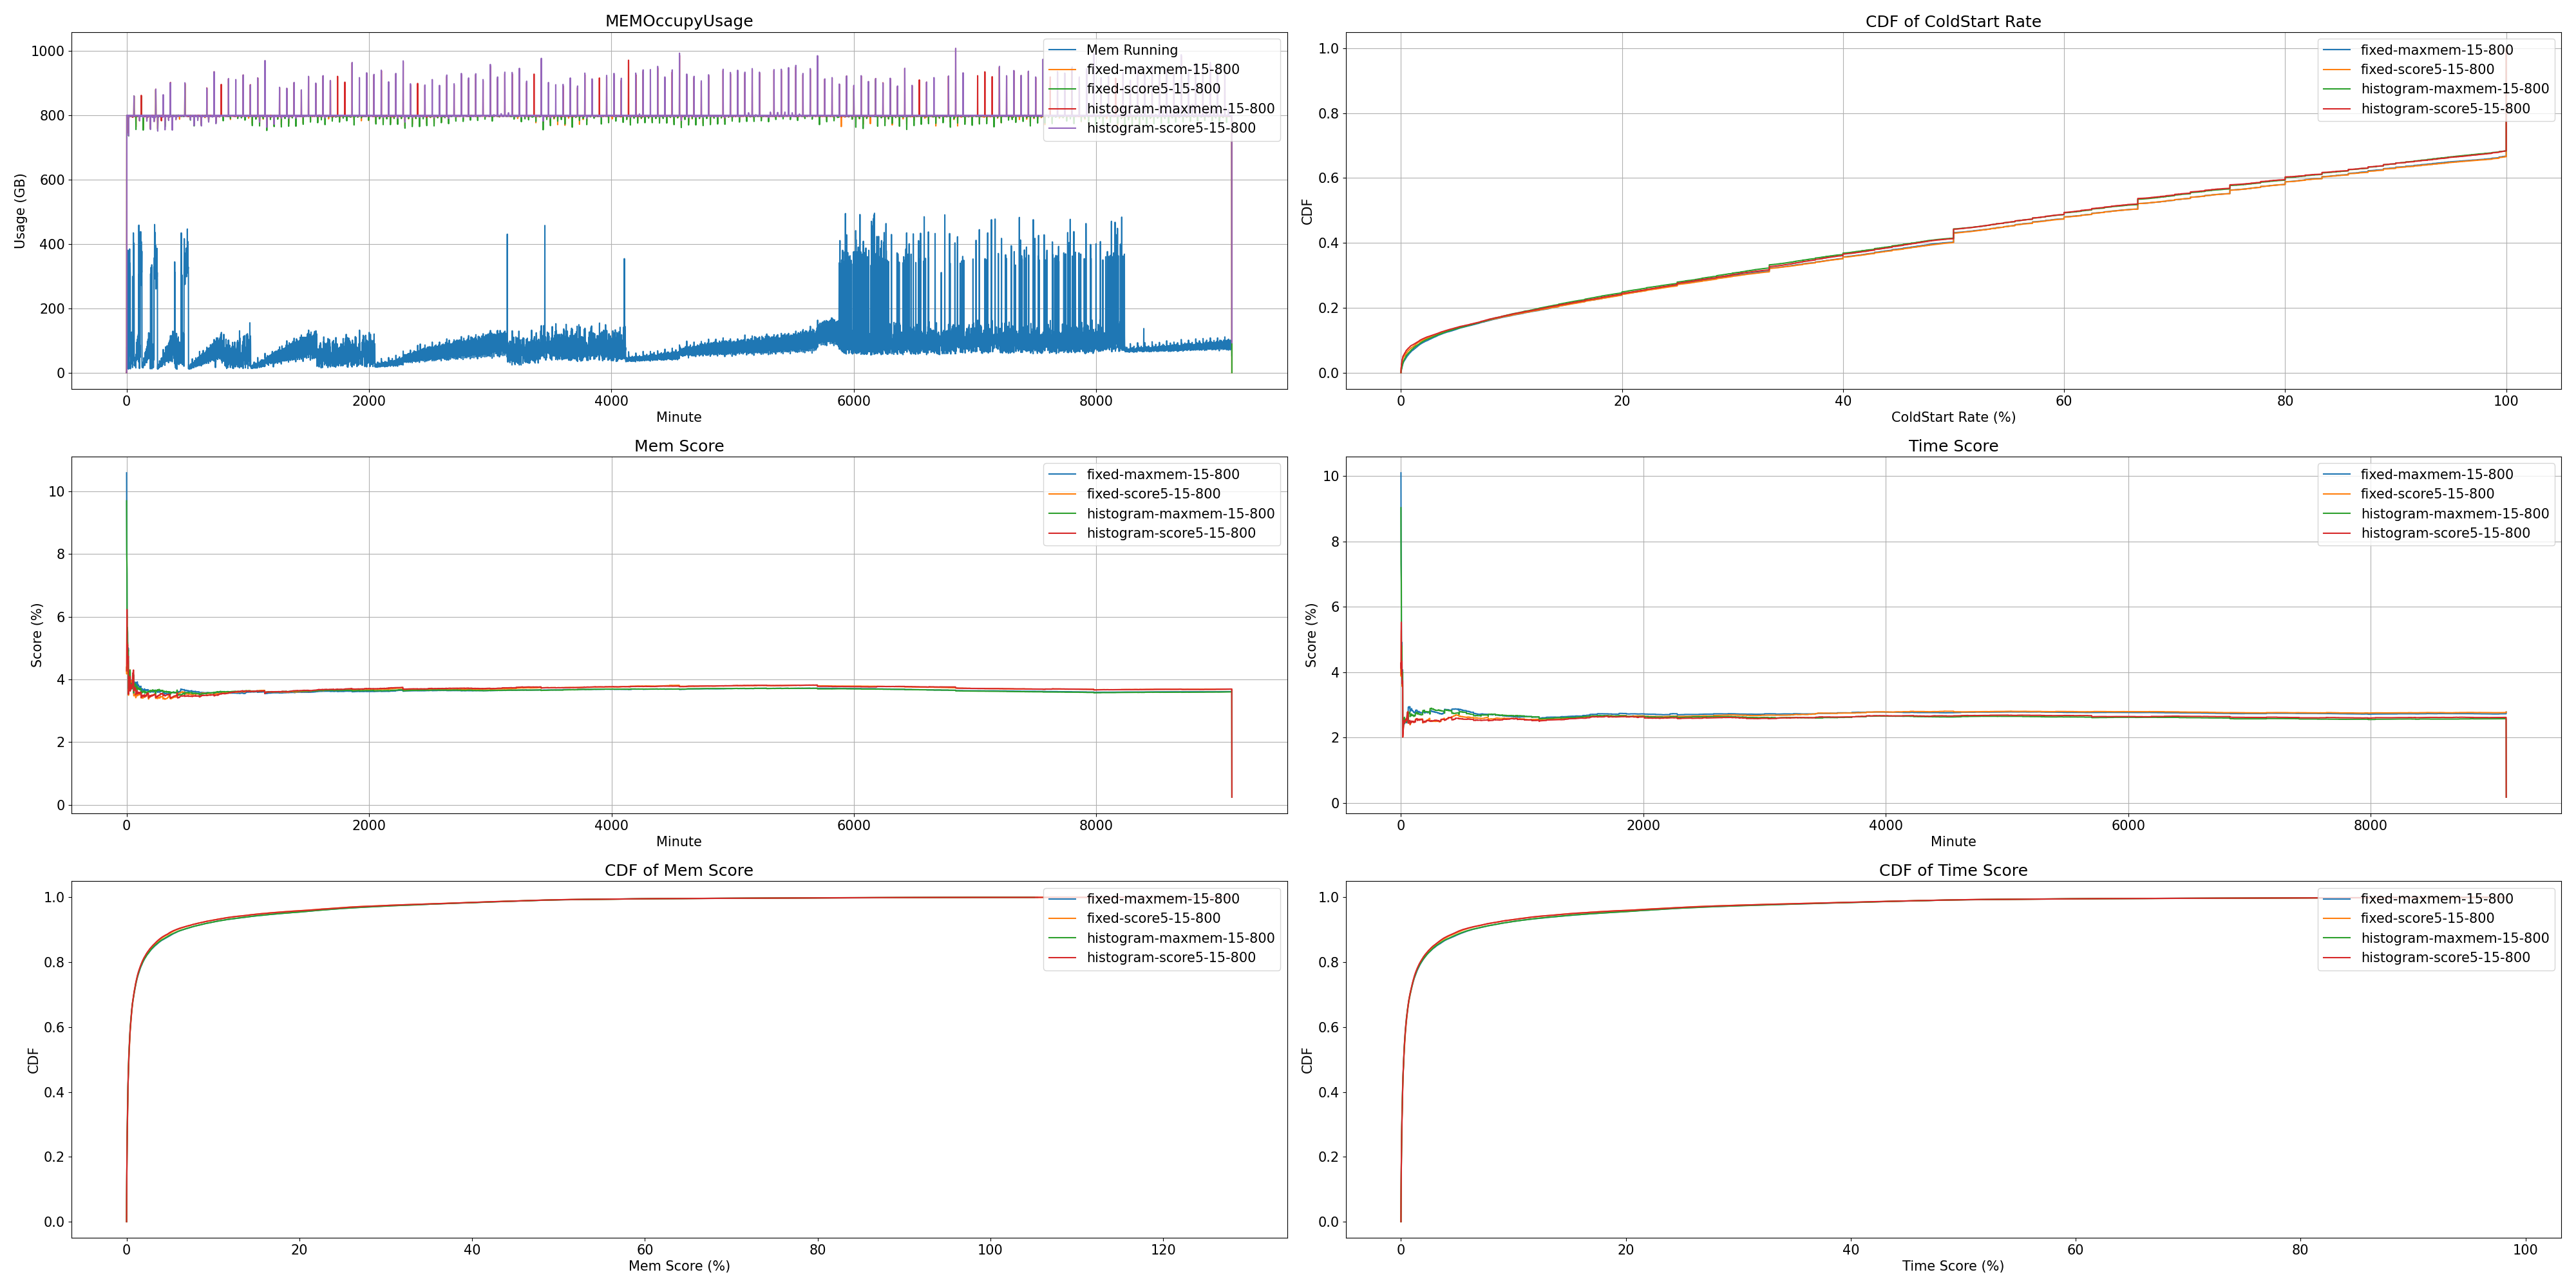 MEMOccupyUsage
Usage (GB)
1000
800
600
400
200
0
0 2000 4000 6000 8000
Minute
Mem Running
fixed-maxmem-15-800
fixed-score5-15-800
histogram-maxmem-15-800
histogram-score5-15-800
CDF of ColdStart Rate
CDF
1.0
0.8
0.6
0.4
0.2
0.0
0 20 40 60 80 100
ColdStart Rate (%)
fixed-maxmem-15-800
fixed-score5-15-800
histogram-maxmem-15-800
histogram-score5-15-800
Mem Score
Score (%)
10
8
6
4
2
0
0 2000 4000 6000 8000
Minute
fixed-maxmem-15-800
fixed-score5-15-800
histogram-maxmem-15-800
histogram-score5-15-800
Time Score
Score (%)
10
8
6
4
2
0
0 2000 4000 6000 8000
Minute
fixed-maxmem-15-800
fixed-score5-15-800
histogram-maxmem-15-800
histogram-score5-15-800
CDF of Mem Score
CDF
1.0
0.8
0.6
0.4
0.2
0.0
0 20 40 60 80 100 120
Mem Score (%)
fixed-maxmem-15-800
fixed-score5-15-800
histogram-maxmem-15-800
histogram-score5-15-800
CDF of Time Score
CDF
1.0
0.8
0.6
0.4
0.2
0.0
0 20 40 60 80 100
Time Score (%)
fixed-maxmem-15-800
fixed-score5-15-800
histogram-maxmem-15-800
histogram-score5-15-800